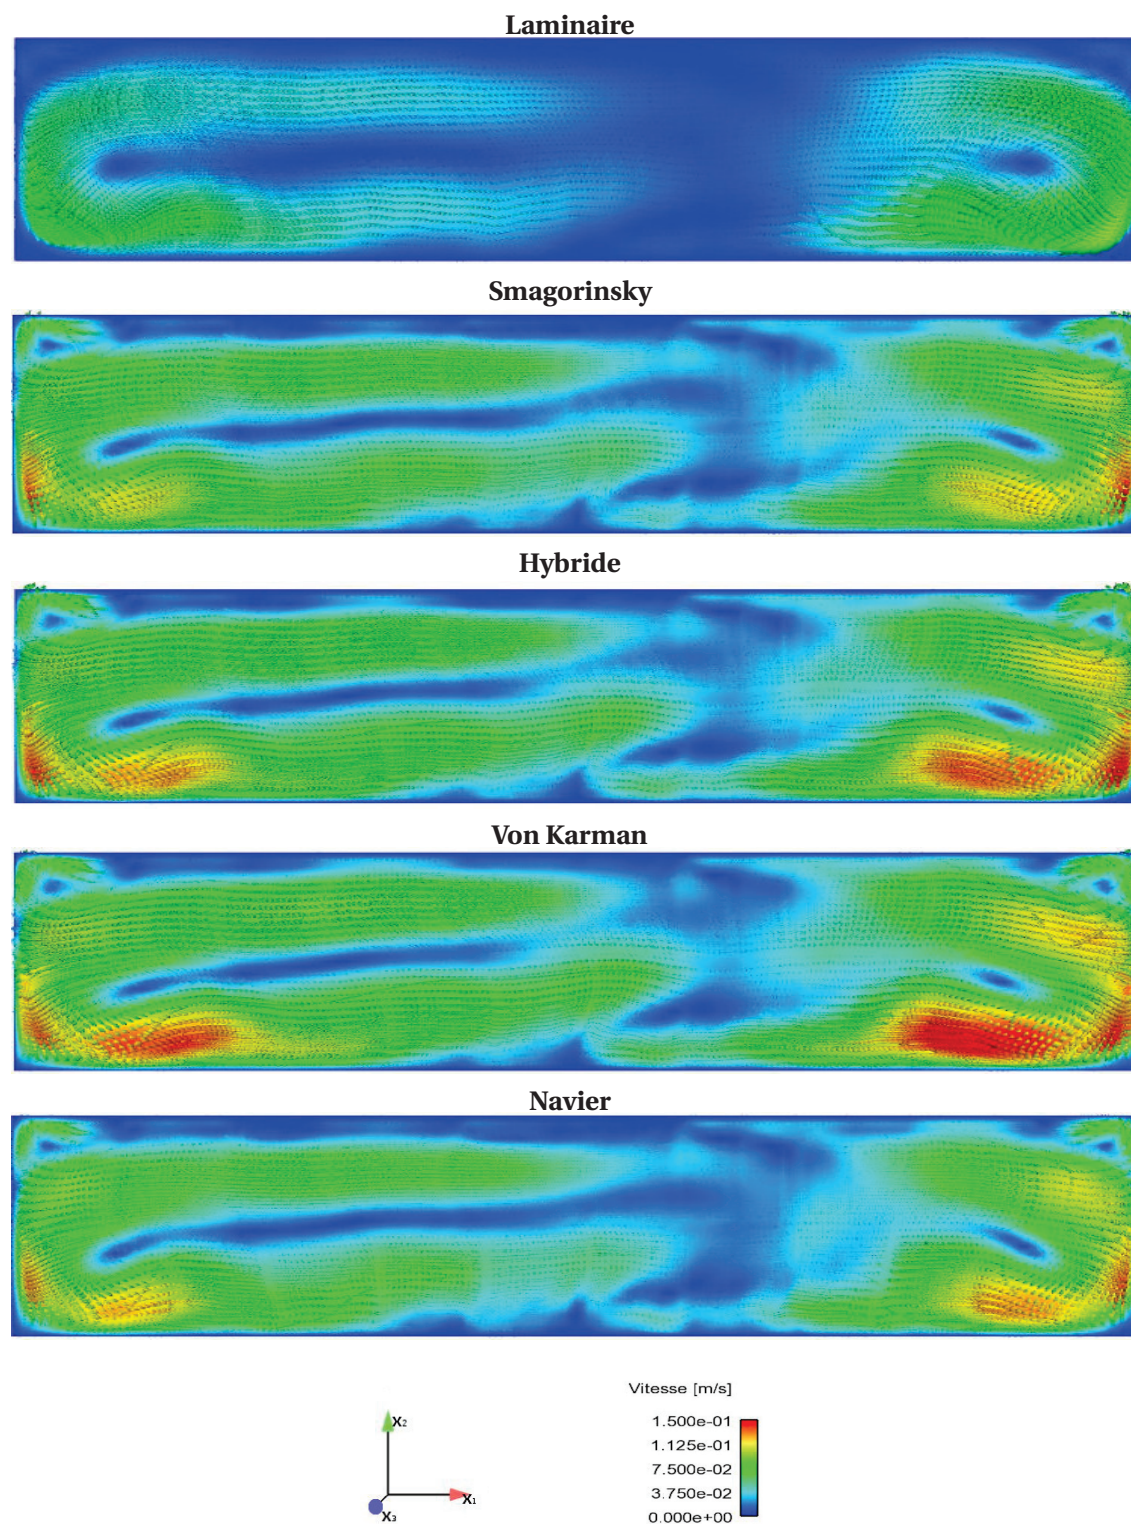 Laminaire
Smagorinsky
Hybride
Von Karman
Navier
Vitesse [m/s]
1.500e-01
1.125e-01
7.500e-02
3.750e-02
0.000e+00
X2
X1
X3